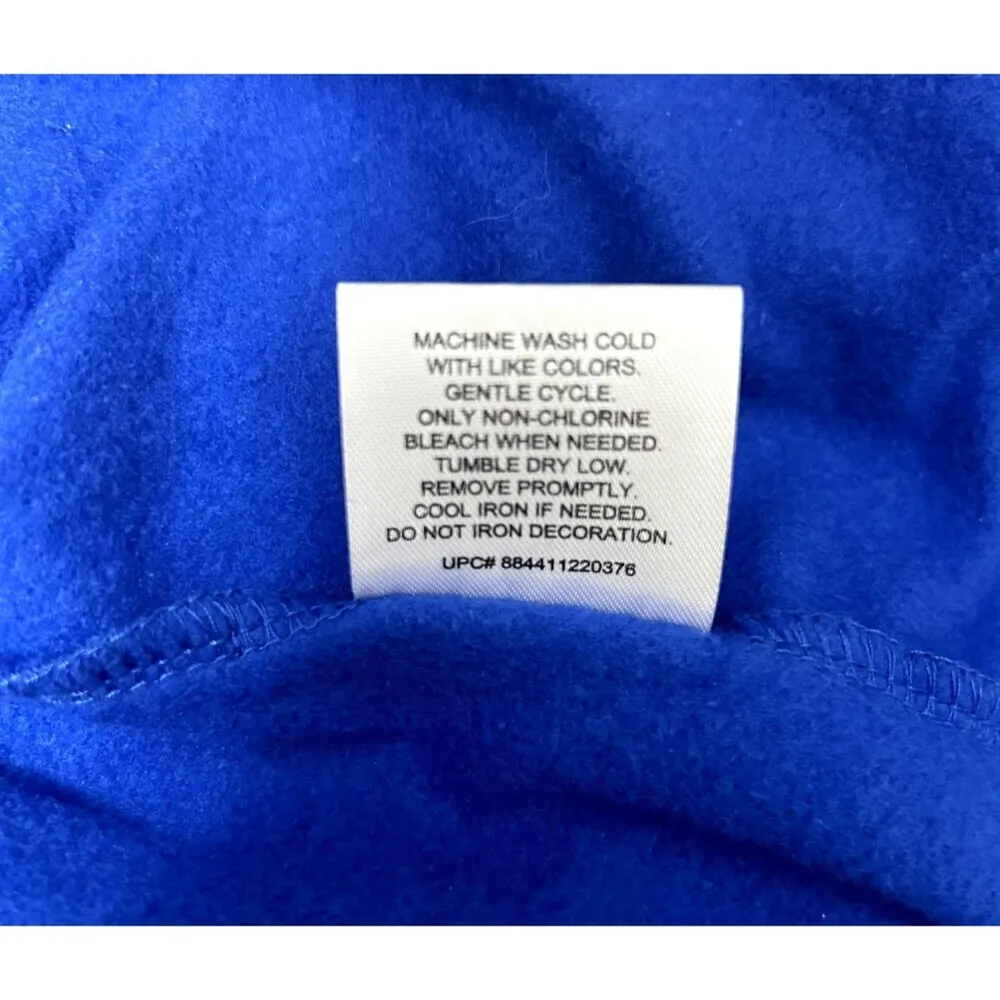 MACHINE WASH COLD
WITH LIKE COLORS.
GENTLE CYCLE.
ONLY NON-CHLORINE
BLEACH WHEN NEEDED.
TUMBLE DRY LOW.
REMOVE PROMPTLY.
COOL IRON IF NEEDED.
DO NOT IRON DECORATION.
UPC# 884411220376